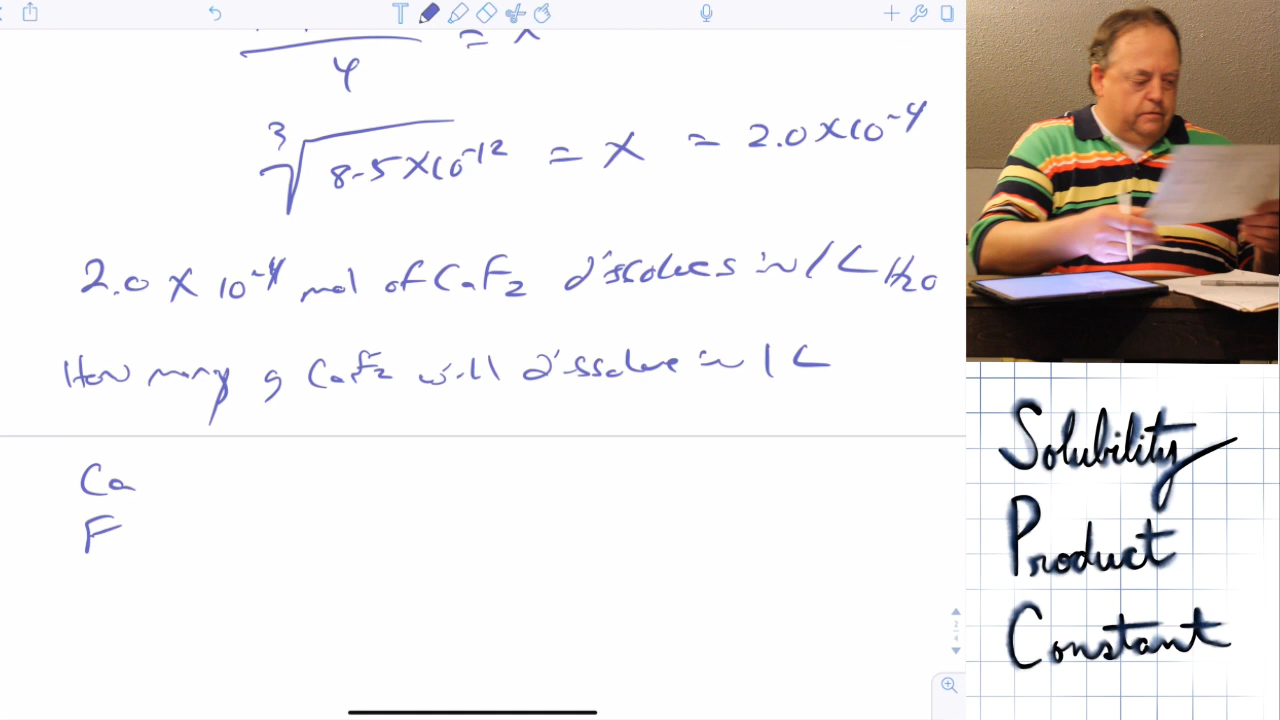 4 = x
3√8.5 x 10^-12 = x = 2.0 x 10^-4
2.0 x 10^-4 mol of CaF2 dissolves in 1 L H2O
How many g CaF2 will dissolve in 1 L
Ca
F
Solubility
Product
Constant